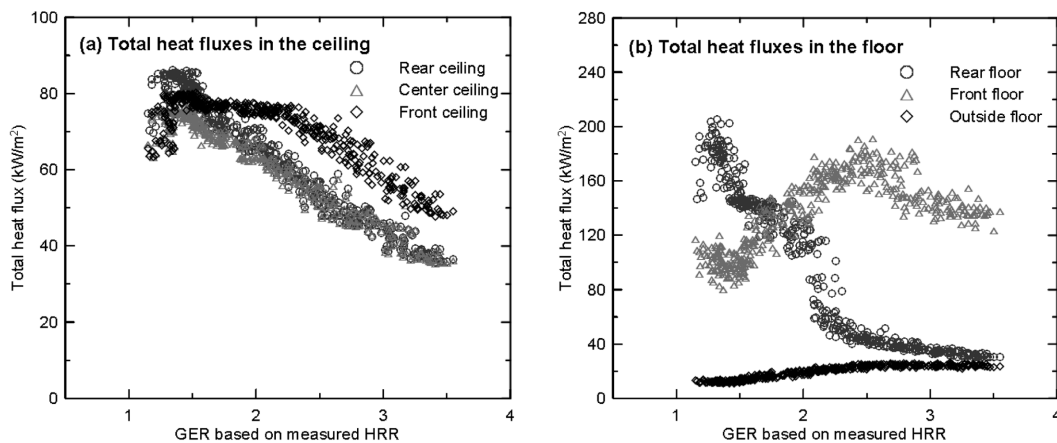 (a) Total heat fluxes in the ceiling
Rear ceiling
Center ceiling
Front ceiling
Total heat flux (kW/m²)
100
80
60
40
20
0
1
2
3
4
GER based on measured HRR
(b) Total heat fluxes in the floor
Rear floor
Front floor
Outside floor
Total heat flux (kW/m²)
280
240
200
160
120
80
40
0
1
2
3
4
GER based on measured HRR